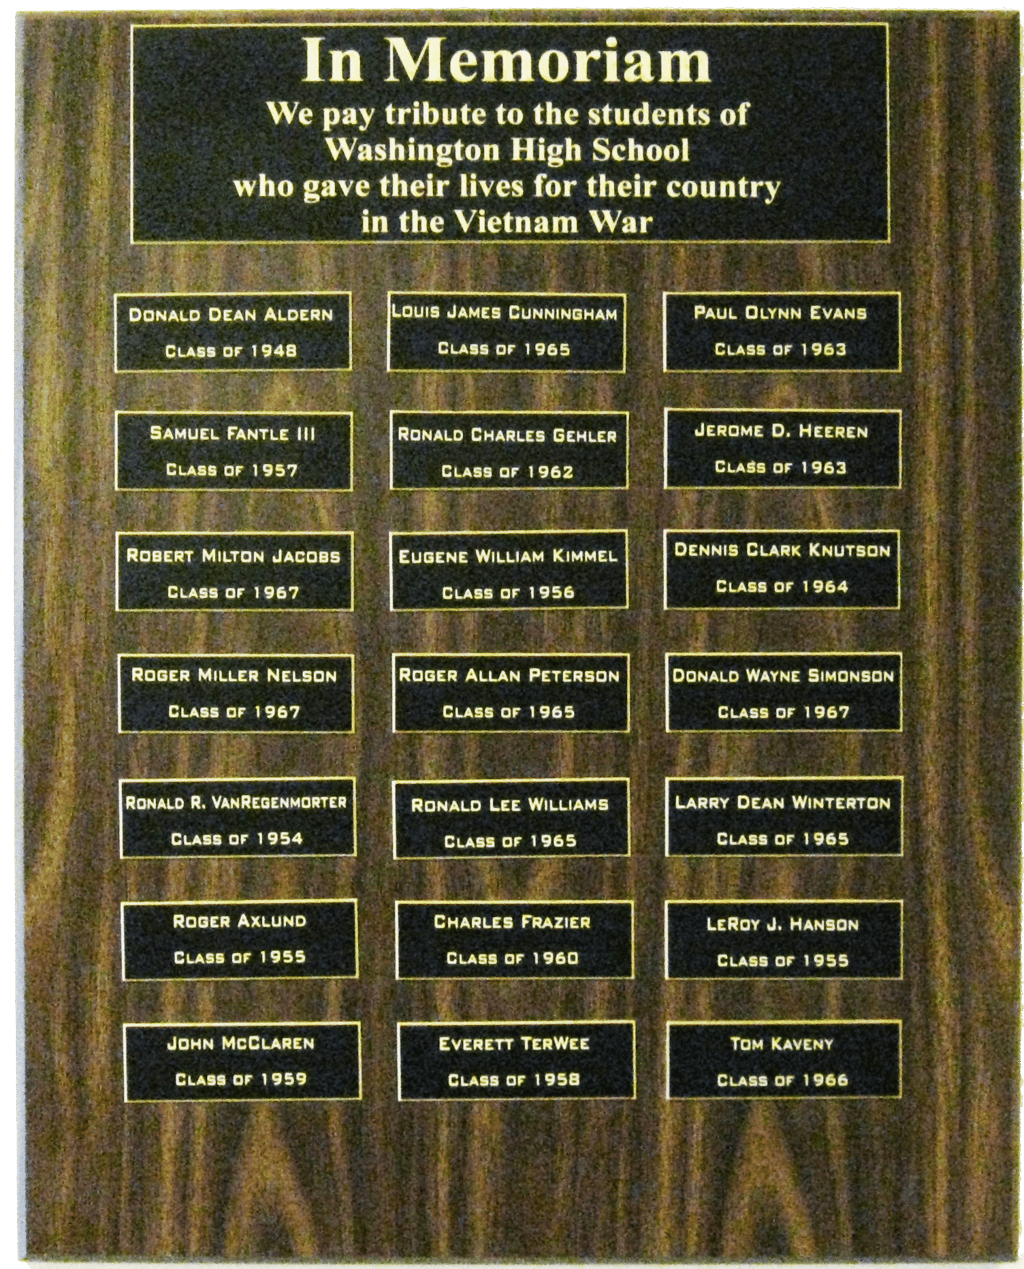 In Memoriam
We pay tribute to the students of
Washington High School
who gave their lives for their country
in the Vietnam War
Donald Dean Aldern
Class of 1948
Louis James Cunningham
Class of 1965
Paul Olynn Evans
Class of 1963
Samuel Fantle III
Class of 1957
Ronald Charles Gehler
Class of 1962
Jerome D. Heeren
Class of 1963
Robert Milton Jacobs
Class of 1967
Eugene William Kimmel
Class of 1956
Dennis Clark Knutson
Class of 1964
Roger Miller Nelson
Class of 1967
Roger Allan Peterson
Class of 1965
Donald Wayne Simonson
Class of 1967
Ronald R. VanRegenmorter
Class of 1954
Ronald Lee Williams
Class of 1965
Larry Dean Winterton
Class of 1965
Roger Axlund
Class of 1955
Charles Frazier
Class of 1960
LeRoy J. Hanson
Class of 1955
John McClaren
Class of 1959
Everett TerWee
Class of 1958
Tom Kaveny
Class of 1966